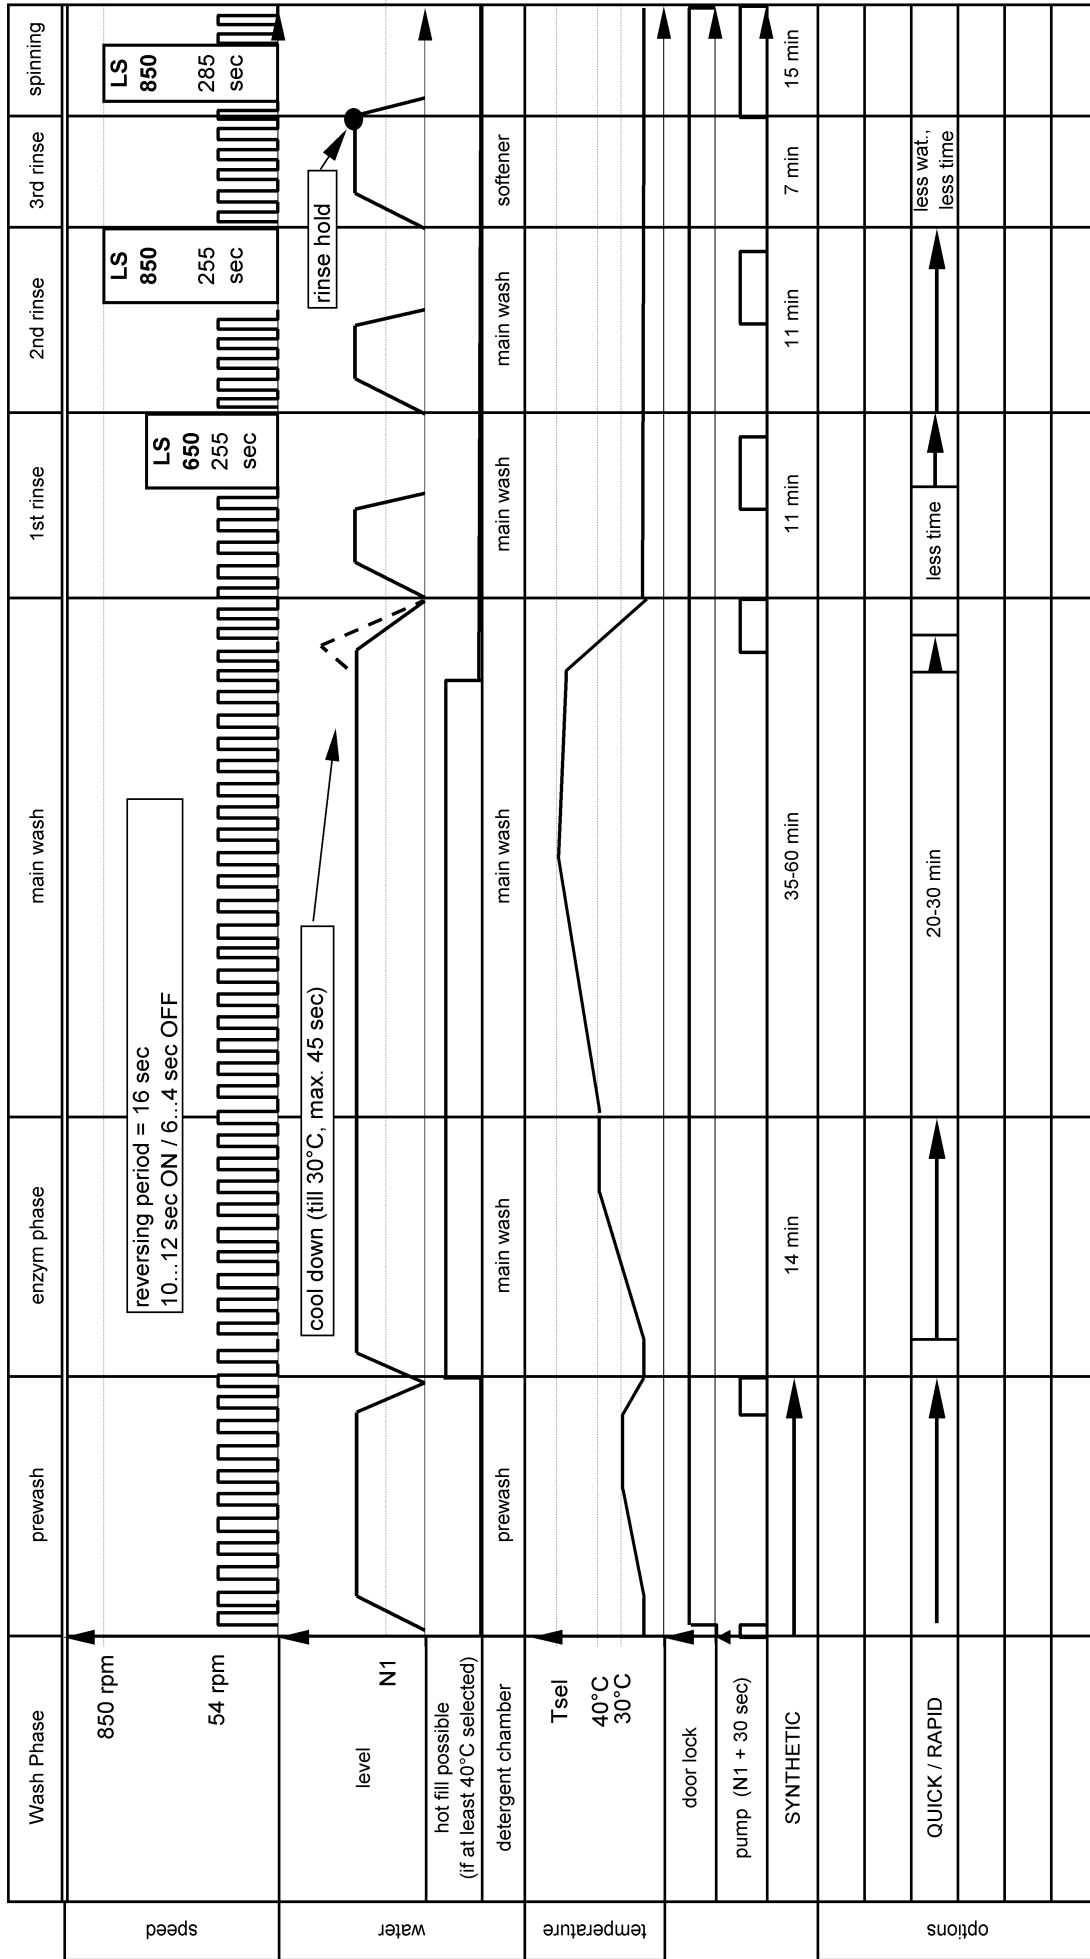 Wash Phase
prewash
enzym phase
main wash
1st rinse
2nd rinse
3rd rinse
spinning
speed
850 rpm
54 rpm
reversing period = 16 sec
10...12 sec ON / 6...4 sec OFF
LS
650
255
sec
LS
850
255
sec
LS
850
285
sec
water
level
N1
cool down (till 30°C, max. 45 sec)
rinse hold
hot fill possible
(if at least 40°C selected)
detergent chamber
prewash
main wash
main wash
main wash
main wash
softener
temperature
Tsel
40°C
30°C
door lock
pump (N1 + 30 sec)
SYNTHETIC
14 min
35-60 min
11 min
11 min
7 min
15 min
options
QUICK / RAPID
20-30 min
less time
less wat.,
less time